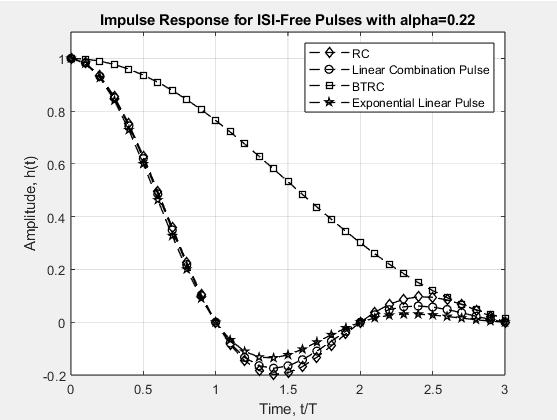 Impulse Response for ISI-Free Pulses with alpha=0.22
RC
Linear Combination Pulse
BTRC
Exponential Linear Pulse
Amplitude, h(t)
1
0.8
0.6
0.4
0.2
0
-0.2
0 0.5 1 1.5 2 2.5 3
Time, t/T